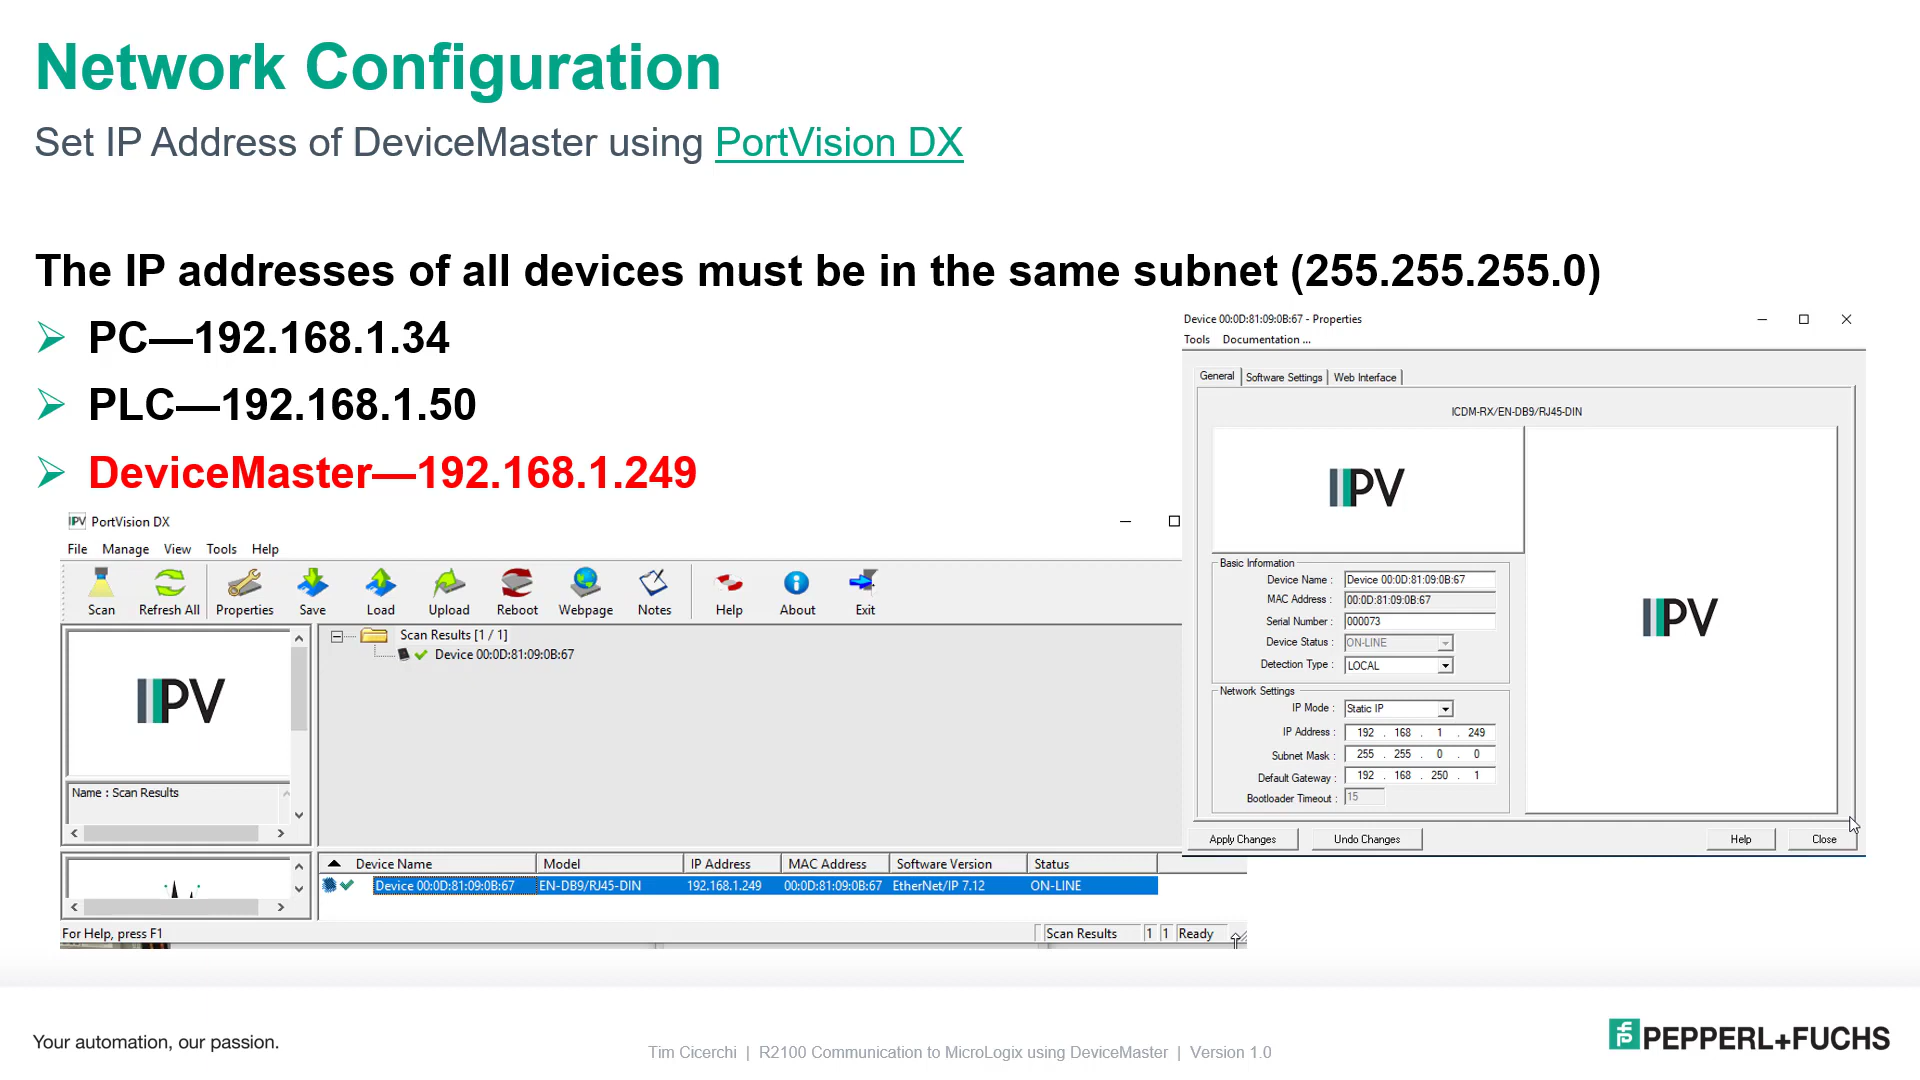 Network Configuration
Set IP Address of DeviceMaster using PortVision DX
The IP addresses of all devices must be in the same subnet (255.255.255.0)
PC—192.168.1.34
PLC—192.168.1.50
DeviceMaster—192.168.1.249
Device 00:0D:81:09:0B:67 - Properties
Tools Documentation ...
General Software Settings Web Interface
ICDM-RX/EN-DB9/RJ45-DIN
PV
PV
Basic Information
Device Name : Device 00:0D:81:09:0B:67
MAC Address : 00:0D:81:09:0B:67
Serial Number : 000073
Device Status : ON-LINE
Detection Type : LOCAL
Network Settings
IP Mode : Static IP
IP Address : 192 . 168 . 1 . 249
Subnet Mask : 255 . 255 . 0 . 0
Default Gateway : 192 . 168 . 250 . 1
Bootloader Timeout : 15
Apply Changes Undo Changes Help Close
PV PortVision DX
File Manage View Tools Help
Scan Refresh All Properties Save Load Upload Reboot Webpage Notes Help About Exit
Scan Results [1 / 1]
Device 00:0D:81:09:0B:67
PV
Name : Scan Results
Device Name Model IP Address MAC Address Software Version Status
Device 00:0D:81:09:0B:67 EN-DB9/RJ45-DIN 192.168.1.249 00:0D:81:09:0B:67 EtherNet/IP 7.12 ON-LINE
For Help, press F1 Scan Results 1 1 Ready
Your automation, our passion.
Tim Cicerchi | R2100 Communication to MicroLogix using DeviceMaster | Version 1.0
PEPPERL+FUCHS